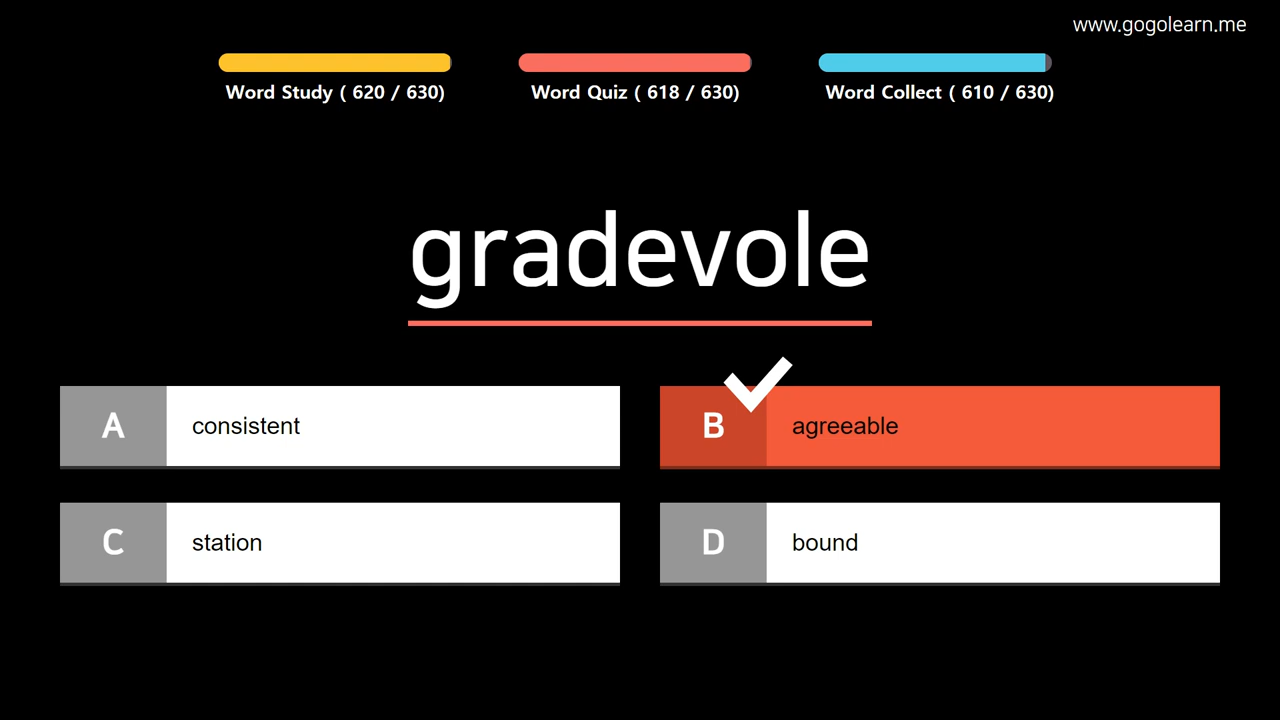 www.gogolearn.me
Word Study ( 620 / 630)
Word Quiz ( 618 / 630)
Word Collect ( 610 / 630)
gradevole
A consistent
B agreeable
C station
D bound